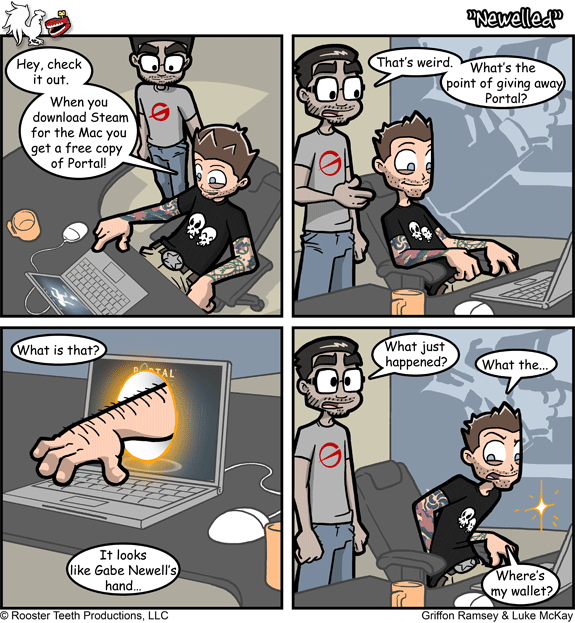 "Newelled"
Hey, check
it out.
When you
download Steam
for the Mac you
get a free copy
of Portal!
That's weird.
What's the
point of giving away
Portal?
What is that?
PORTAL
It looks
like Gabe Newell's
hand...
What just
happened?
What the...
Where's
my wallet?
© Rooster Teeth Productions, LLC
Griffon Ramsey & Luke McKay